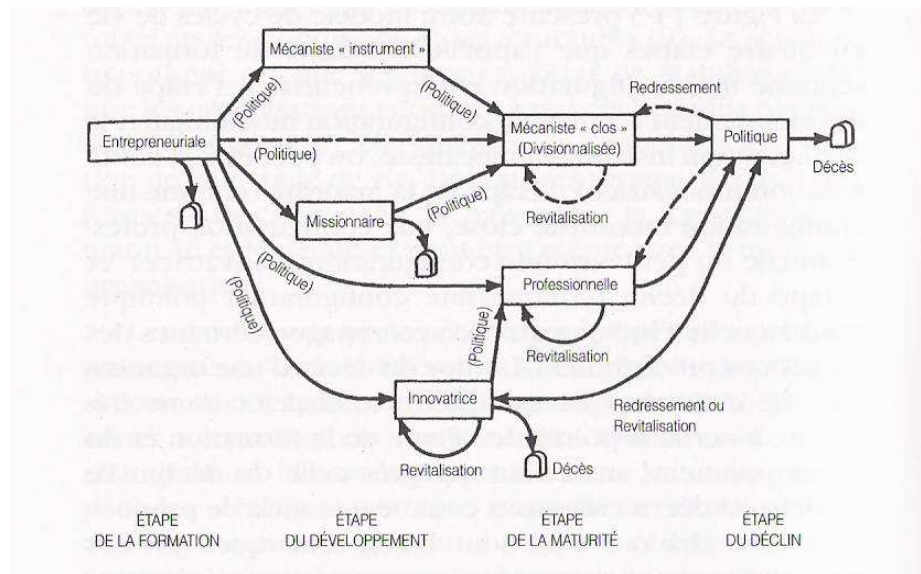 Mécaniste « instrument »
(Politique)
(Politique)
Redressement
Entrepreneuriale
(Politique)
Mécaniste « clos »
(Divisionnalisée)
Politique
Décès
Revitalisation
Missionnaire
(Politique)
(Politique)
Professionnelle
(Politique)
(Politique)
Revitalisation
Innovatrice
Redressement ou
Revitalisation
Revitalisation
Décès
ÉTAPE
DE LA FORMATION
ÉTAPE
DU DÉVELOPPEMENT
ÉTAPE
DE LA MATURITÉ
ÉTAPE
DU DÉCLIN